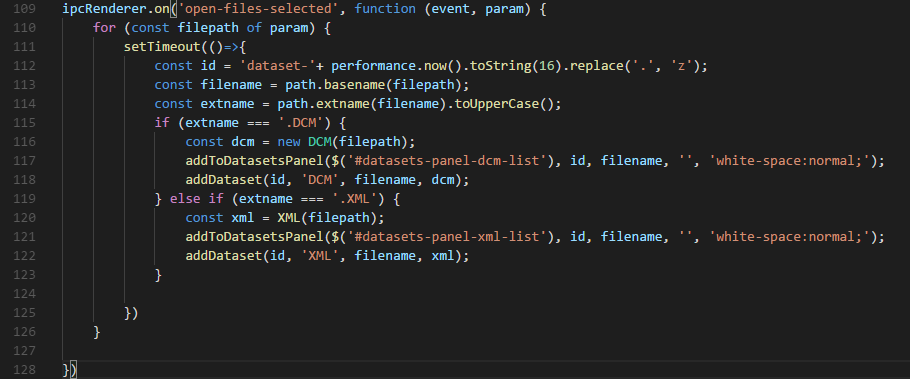 109 ipcRenderer.on('open-files-selected', function (event, param) {
110     for (const filepath of param) {
111         setTimeout(()=>{
112             const id = 'dataset-'+ performance.now().toString(16).replace('.', 'z');
113             const filename = path.basename(filepath);
114             const extname = path.extname(filename).toUpperCase();
115             if (extname === '.DCM') {
116                 const dcm = new DCM(filepath);
117                 addToDatasetsPanel($('#datasets-panel-dcm-list'), id, filename, '', 'white-space:normal;');
118                 addDataset(id, 'DCM', filename, dcm);
119             } else if (extname === '.XML') {
120                 const xml = XML(filepath);
121                 addToDatasetsPanel($('#datasets-panel-xml-list'), id, filename, '', 'white-space:normal;');
122                 addDataset(id, 'XML', filename, xml);
123             }
124
125         })
126     }
127
128 })